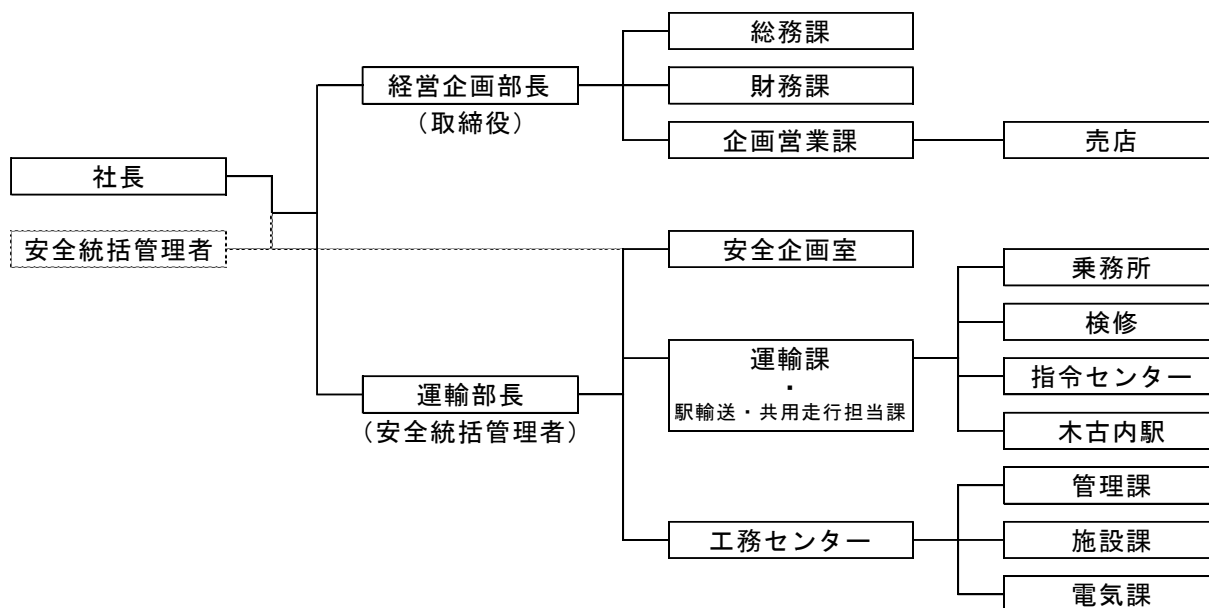 総務課
経営企画部長
(取締役)
財務課
企画営業課
売店
社長
安全統括管理者
安全企画室
乗務所
検修
運輸課
・
駅輸送・共用走行担当課
指令センター
運輸部長
(安全統括管理者)
木古内駅
管理課
工務センター
施設課
電気課